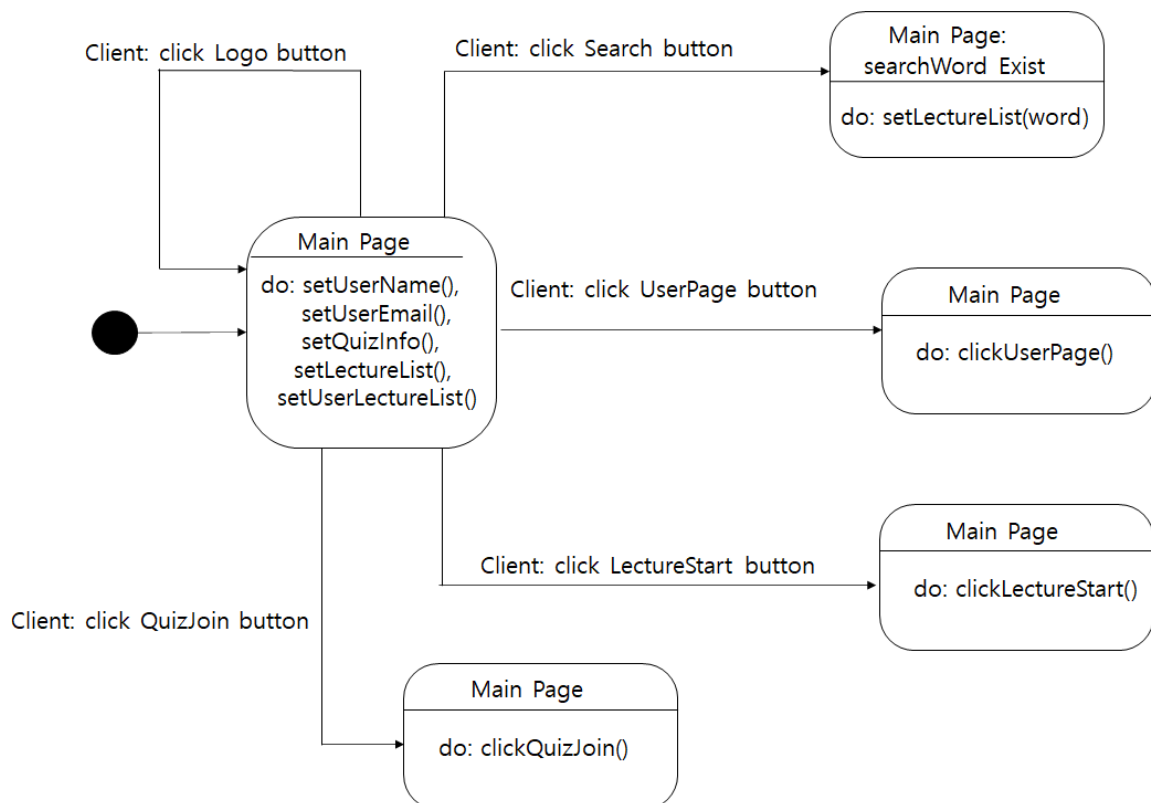 Client: click Logo button
Client: click Search button
Main Page:
searchWord Exist
do: setLectureList(word)
Main Page
do: setUserName(),
setUserEmail(),
setQuizInfo(),
setLectureList(),
setUserLectureList()
Client: click UserPage button
Main Page
do: clickUserPage()
Client: click LectureStart button
Main Page
do: clickLectureStart()
Client: click QuizJoin button
Main Page
do: clickQuizJoin()